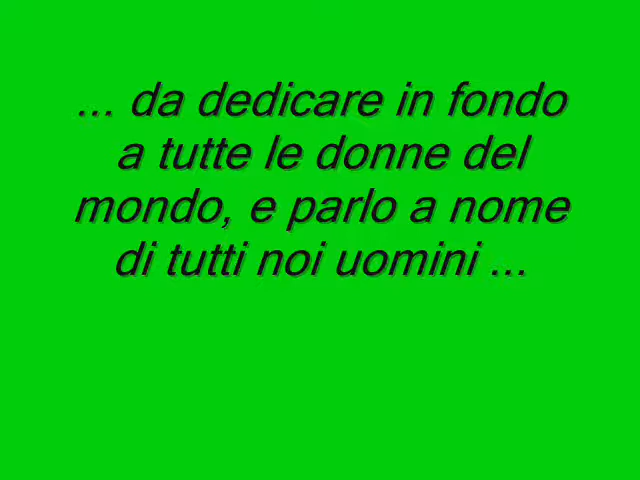 ... da dedicare in fondo
a tutte le donne del
mondo, e parlo a nome
di tutti noi uomini ...